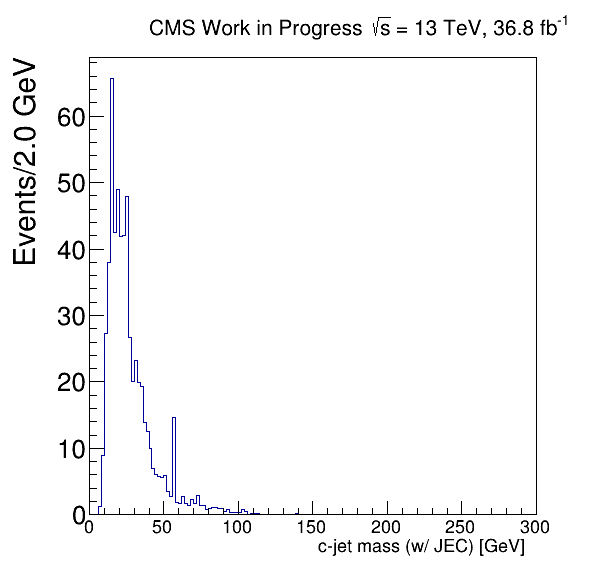 CMS Work in Progress √s = 13 TeV, 36.8 fb⁻¹
Events/2.0 GeV
60
50
40
30
20
10
0
0 50 100 150 200 250 300
c-jet mass (w/ JEC) [GeV]